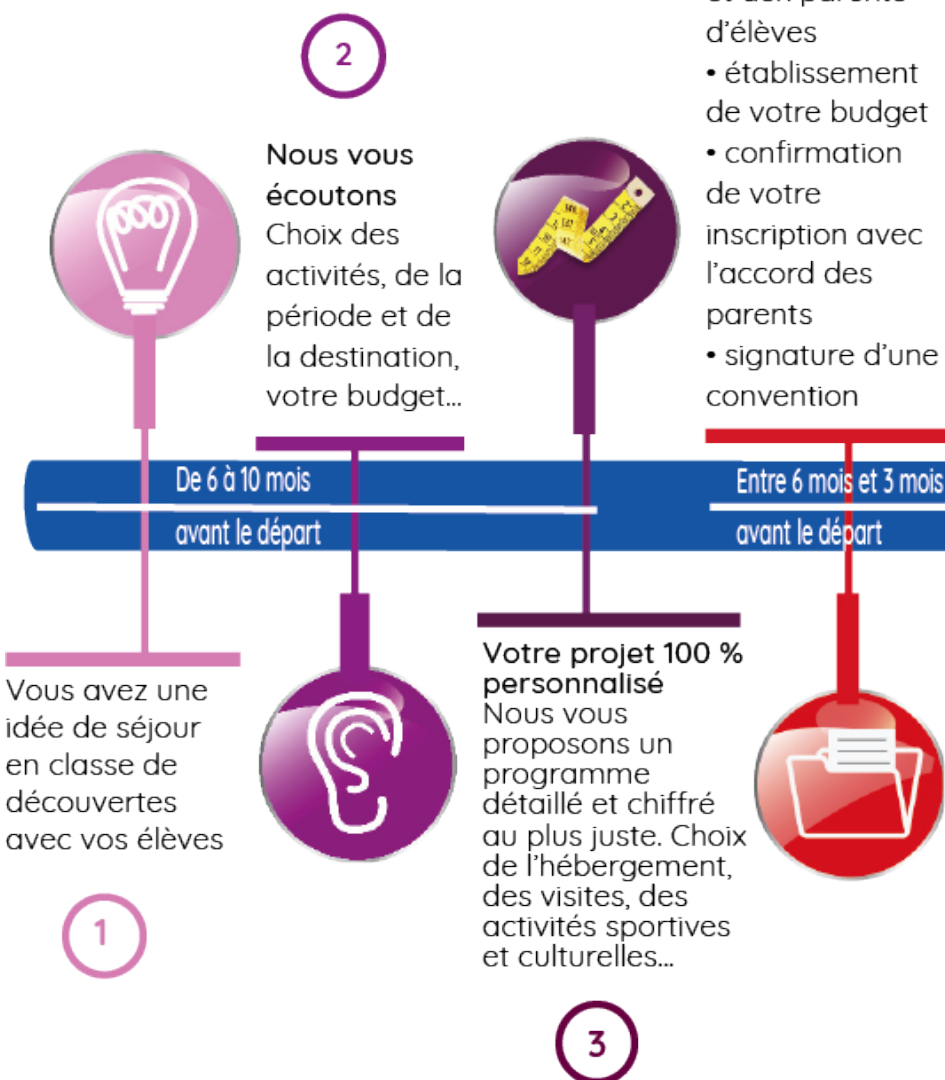 2
Nous vous
écoutons
Choix des
activités, de la
période et de
la destination,
votre budget...
d'élèves
• établissement
de votre budget
• confirmation
de votre
inscription avec
l'accord des
parents
• signature d'une
convention
De 6 à 10 mois
avant le départ
Entre 6 mois et 3 mois
avant le départ
Vous avez une
idée de séjour
en classe de
découvertes
avec vos élèves
1
Votre projet 100 %
personnalisé
Nous vous
proposons un
programme
détaillé et chiffré
au plus juste. Choix
de l'hébergement,
des visites, des
activités sportives
et culturelles...
3